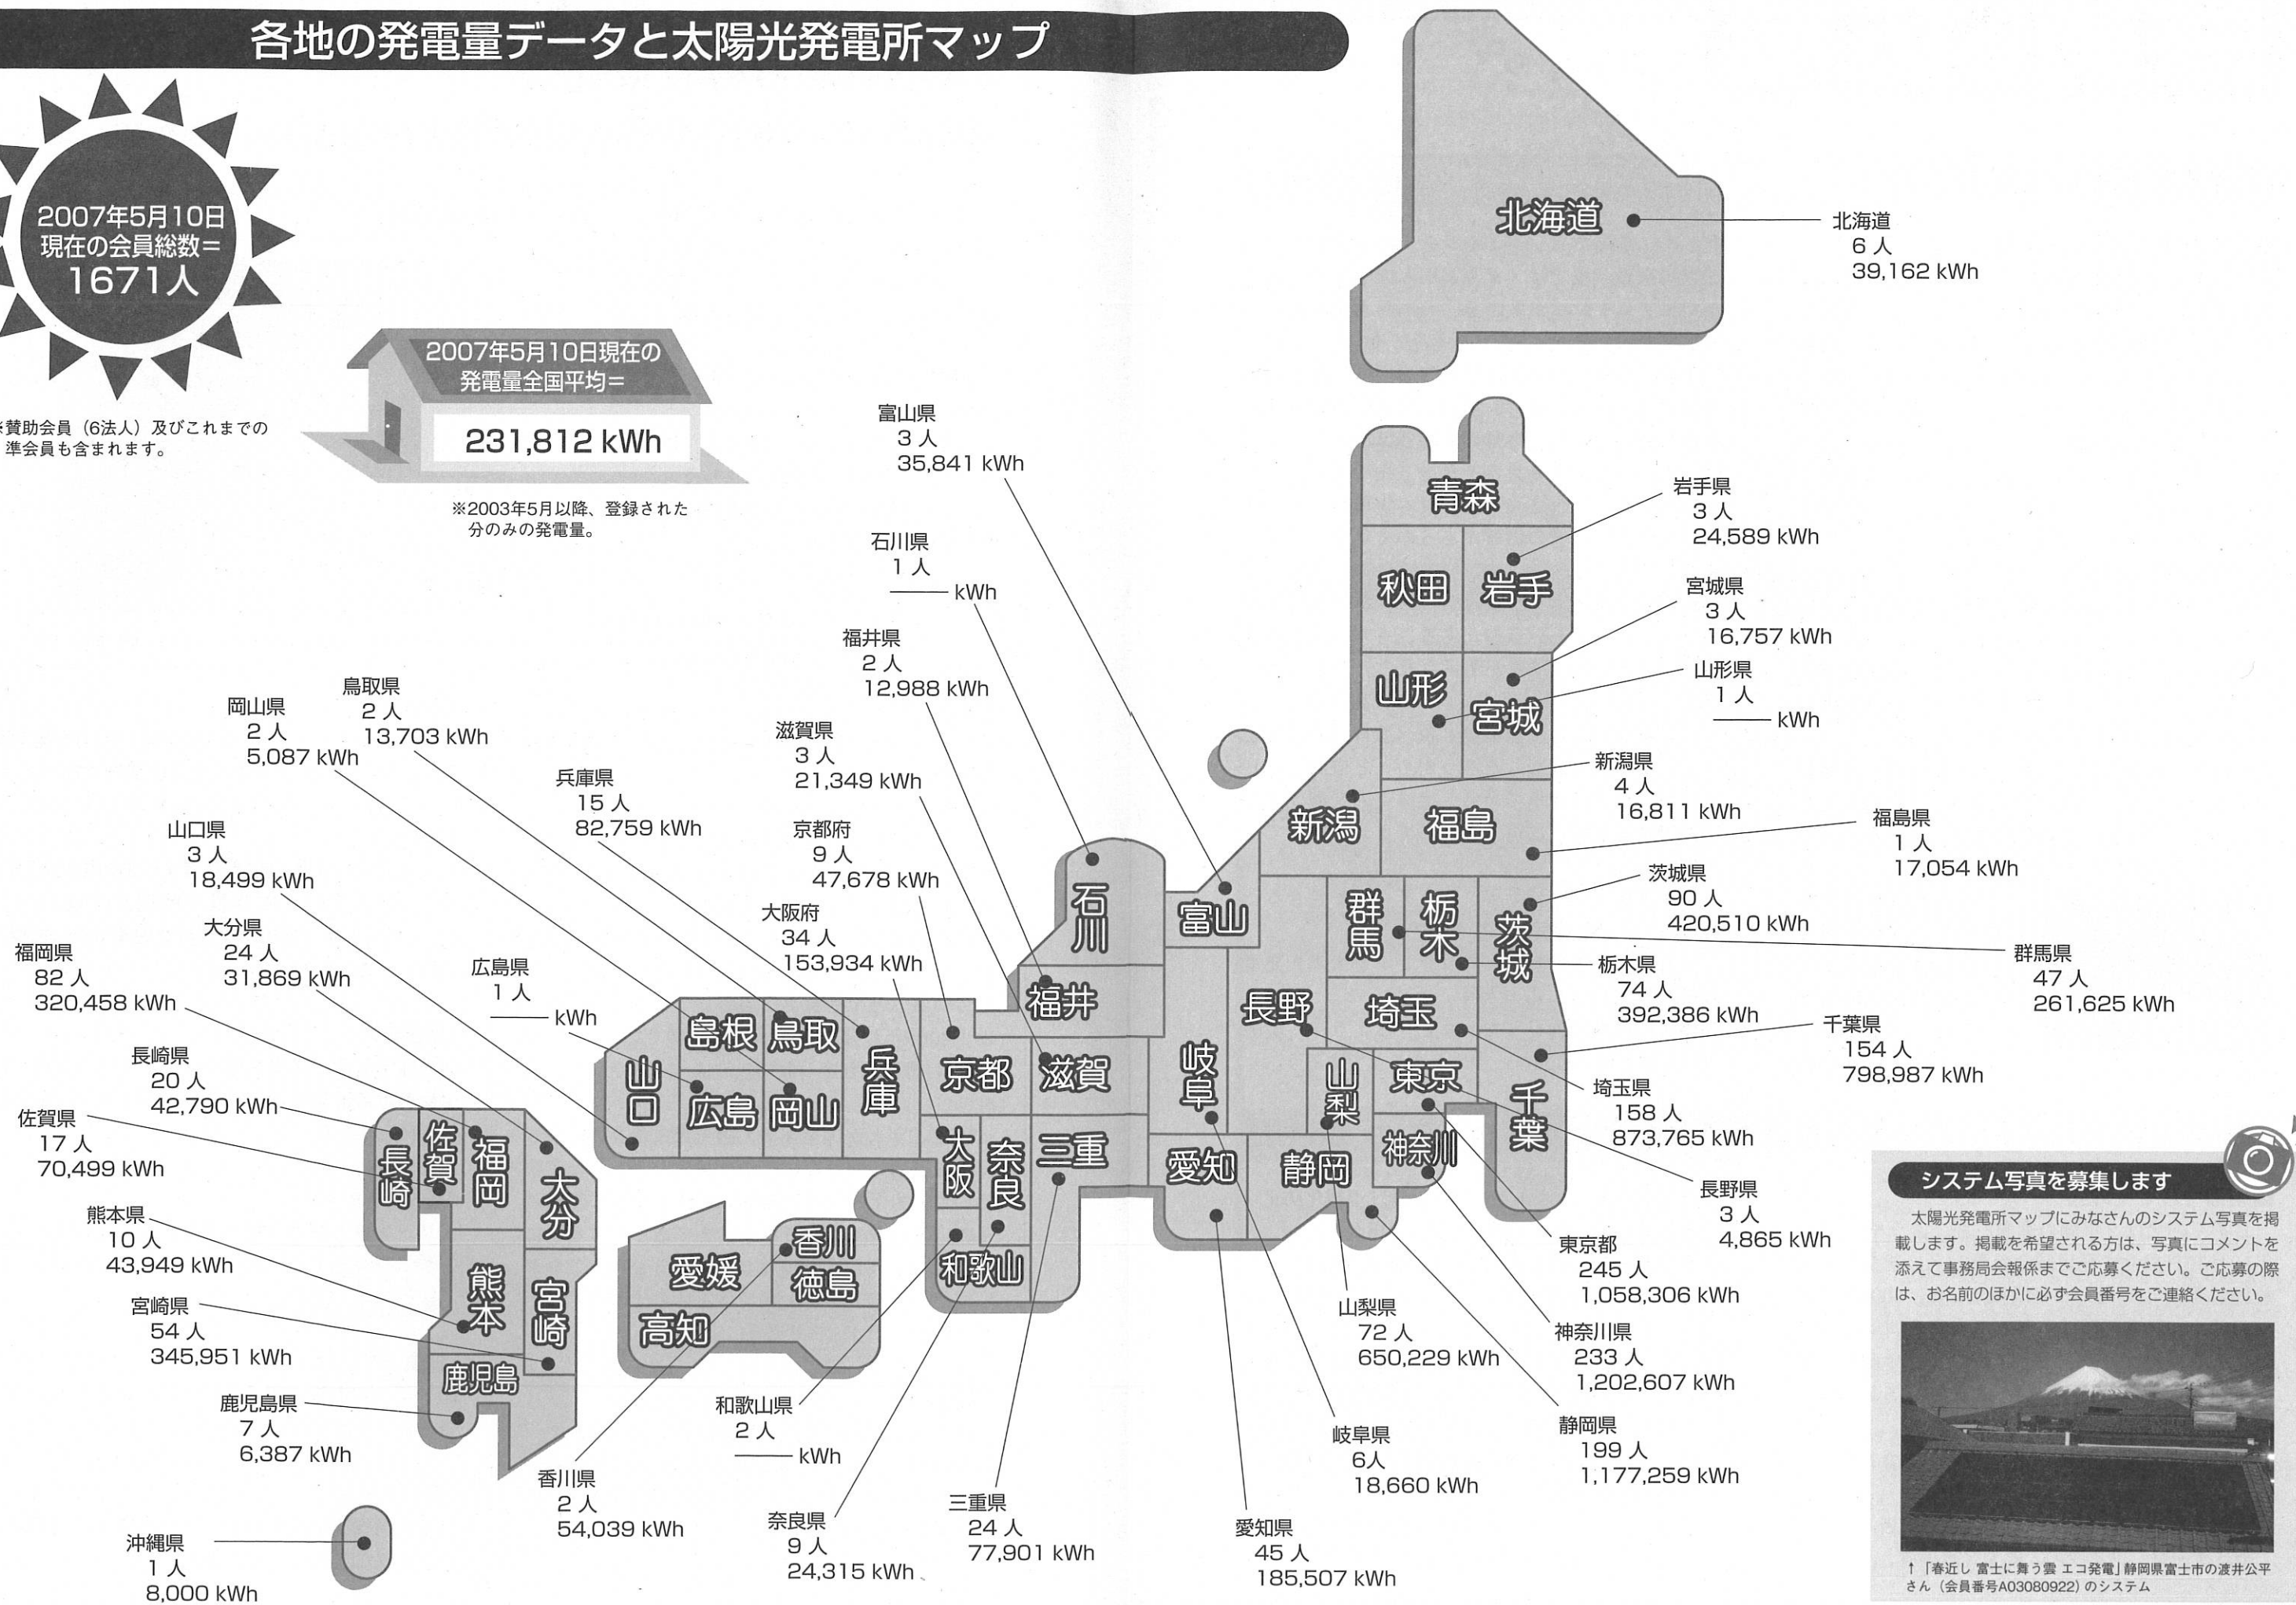 各地の発電量データと太陽光発電所マップ
2007年5月10日
現在の会員総数＝
1671人
※賛助会員（6法人）及びこれまでの
準会員も含まれます。
2007年5月10日現在の
発電量全国平均＝
231,812 kWh
※2003年5月以降、登録された
分のみの発電量。
北海道
北海道
6 人
39,162 kWh
富山県
3 人
35,841 kWh
石川県
1 人
—— kWh
福井県
2 人
12,988 kWh
滋賀県
3 人
21,349 kWh
京都府
9 人
47,678 kWh
大阪府
34 人
153,934 kWh
兵庫県
15 人
82,759 kWh
鳥取県
2 人
13,703 kWh
岡山県
2 人
5,087 kWh
山口県
3 人
18,499 kWh
広島県
1 人
—— kWh
大分県
24 人
31,869 kWh
福岡県
82 人
320,458 kWh
長崎県
20 人
42,790 kWh
佐賀県
17 人
70,499 kWh
熊本県
10 人
43,949 kWh
宮崎県
54 人
345,951 kWh
鹿児島県
7 人
6,387 kWh
沖縄県
1 人
8,000 kWh
香川県
2 人
54,039 kWh
和歌山県
2 人
—— kWh
奈良県
9 人
24,315 kWh
三重県
24 人
77,901 kWh
愛知県
45 人
185,507 kWh
岐阜県
6人
18,660 kWh
山梨県
72 人
650,229 kWh
静岡県
199 人
1,177,259 kWh
神奈川県
233 人
1,202,607 kWh
東京都
245 人
1,058,306 kWh
長野県
3 人
4,865 kWh
埼玉県
158 人
873,765 kWh
千葉県
154 人
798,987 kWh
栃木県
74 人
392,386 kWh
群馬県
47 人
261,625 kWh
茨城県
90 人
420,510 kWh
福島県
1 人
17,054 kWh
新潟県
4 人
16,811 kWh
山形県
1 人
—— kWh
宮城県
3 人
16,757 kWh
岩手県
3 人
24,589 kWh
青森
秋田
岩手
山形
宮城
新潟
福島
群馬
栃木
茨城
石川
富山
福井
長野
埼玉
岐阜
山梨
東京
千葉
神奈川
愛知
静岡
島根
鳥取
兵庫
京都
滋賀
山口
広島
岡山
大阪
奈良
三重
和歌山
香川
愛媛
徳島
高知
長崎
佐賀
福岡
大分
熊本
宮崎
鹿児島
システム写真を募集します
太陽光発電所マップにみなさんのシステム写真を掲
載します。掲載を希望される方は、写真にコメントを
添えて事務局会報係までご応募ください。ご応募の際
は、お名前のほかに必ず会員番号をご連絡ください。
↑「春近し 富士に舞う雲 エコ発電」静岡県富士市の渡井公平
さん（会員番号A03080922）のシステム